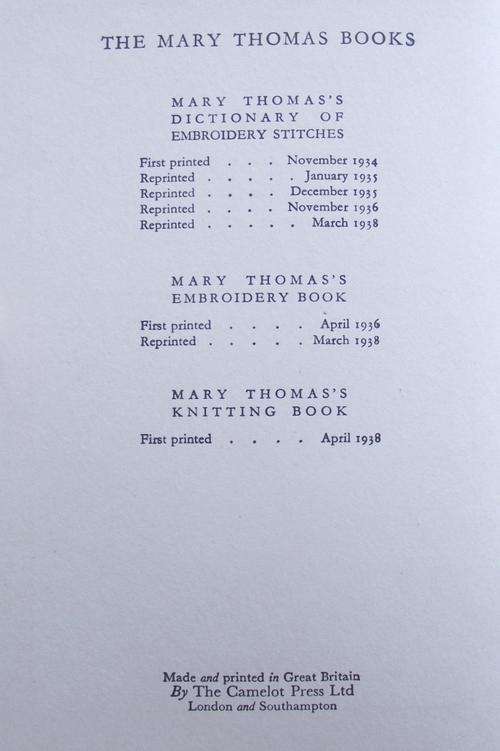 THE MARY THOMAS BOOKS
MARY THOMAS'S
DICTIONARY OF
EMBROIDERY STITCHES
First printed . . . November 1934
Reprinted . . . . . January 1935
Reprinted . . . . December 1935
Reprinted . . . . November 1936
Reprinted . . . . . March 1938
MARY THOMAS'S
EMBROIDERY BOOK
First printed . . . . April 1936
Reprinted . . . . . March 1938
MARY THOMAS'S
KNITTING BOOK
First printed . . . . April 1938
Made and printed in Great Britain
By The Camelot Press Ltd
London and Southampton